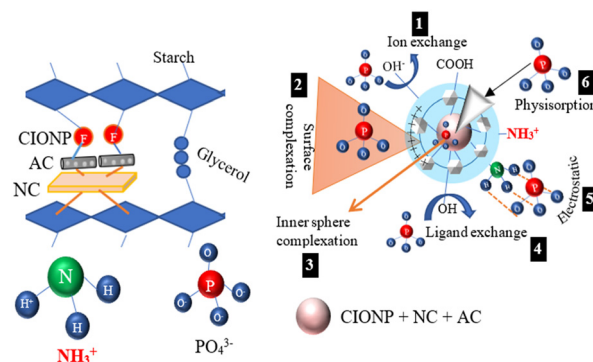 Starch
CIONP
F
F
AC
NC
Glycerol
N
H⁺
H
H
NH₃⁺
O
P
O⁻
O⁻
O⁻
PO₄³⁻
1
Ion exchange
OH⁻
COOH
P
2
Surface
complexation
P
6
Physisorption
P
NH₃⁺
N
H
H
H
P
Electrostatic
5
Inner sphere
complexation
3
P
OH
Ligand exchange
4
CIONP + NC + AC